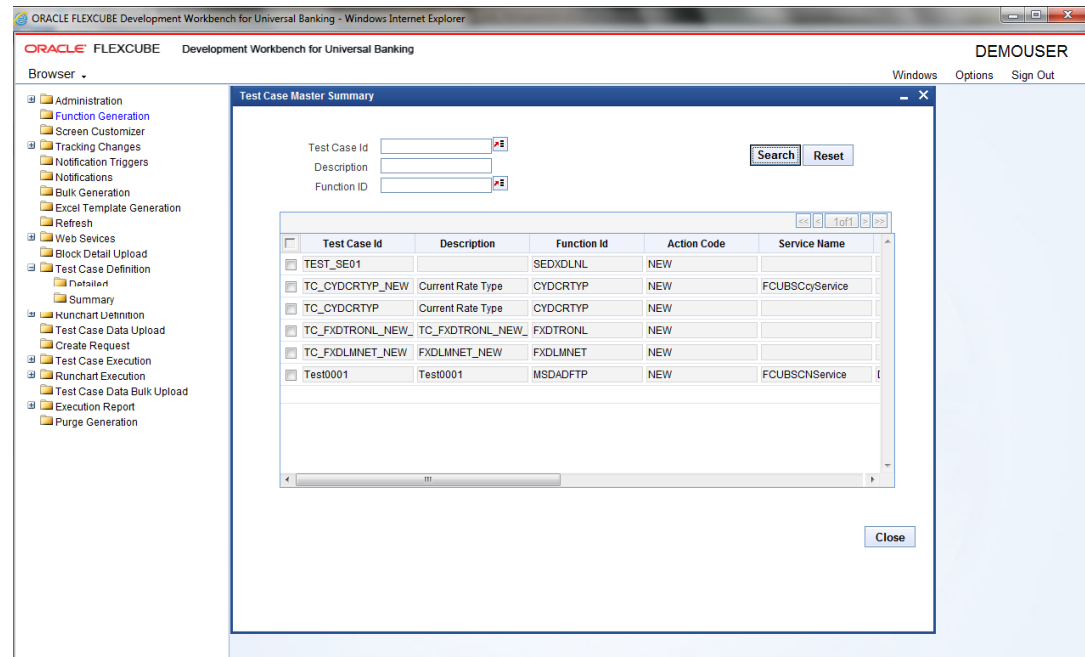 ORACLE FLEXCUBE Development Workbench for Universal Banking - Windows Internet Explorer
ORACLE FLEXCUBE Development Workbench for Universal Banking
DEMOUSER
Browser
Windows Options Sign Out
Administration
Function Generation
Screen Customizer
Tracking Changes
Notification Triggers
Notifications
Bulk Generation
Excel Template Generation
Refresh
Web Sevices
Block Detail Upload
Test Case Definition
Detailed
Summary
Runchart Definition
Test Case Data Upload
Create Request
Test Case Execution
Runchart Execution
Test Case Data Bulk Upload
Execution Report
Purge Generation
Test Case Master Summary
Test Case Id
Description
Function ID
Search Reset
<< < 1of1 > >>
Test Case Id Description Function Id Action Code Service Name
TEST_SE01 SEDXDLNL NEW
TC_CYDCRTYP_NEW Current Rate Type CYDCRTYP NEW FCUBSCcyService
TC_CYDCRTYP Current Rate Type CYDCRTYP NEW
TC_FXDTRONL_NEW_ TC_FXDTRONL_NEW_ FXDTRONL NEW
TC_FXDLMNET_NEW FXDLMNET_NEW FXDLMNET NEW
Test0001 Test0001 MSDADFTP NEW FCUBSCNService
Close